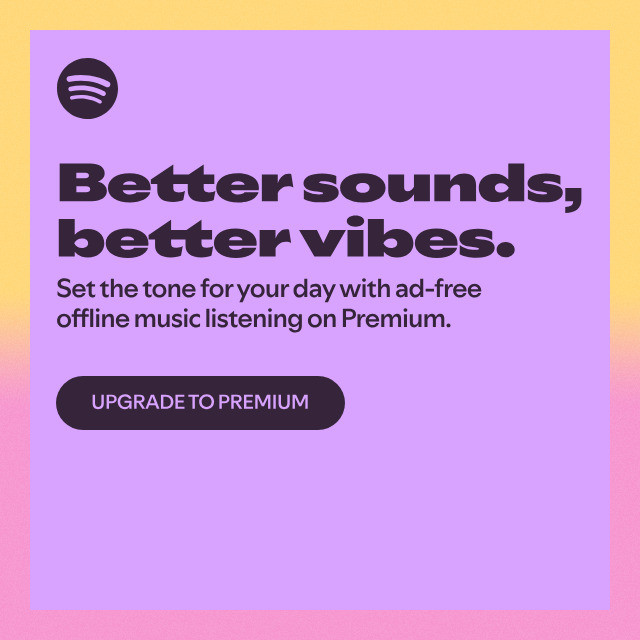 Better sounds,
better vibes.
Set the tone for your day with ad-free
offline music listening on Premium.
UPGRADE TO PREMIUM